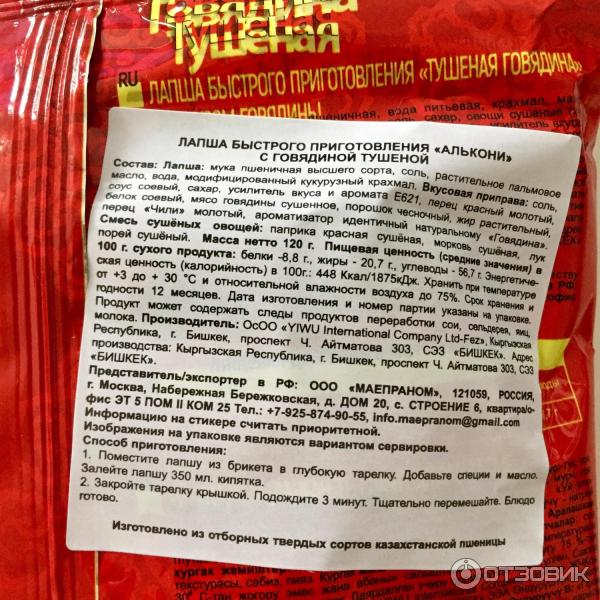 Говядина
Тушеная
RU
ЛАПША БЫСТРОГО ПРИГОТОВЛЕНИЯ «ТУШЕНАЯ ГОВЯДИНА»
ГОВЯДИНЫ
вода питьевая, крахмал,
овощи сушеные
ЛАПША БЫСТРОГО ПРИГОТОВЛЕНИЯ «АЛЬКОНИ»
С ГОВЯДИНОЙ ТУШЕНОЙ
Состав: Лапша: мука пшеничная высшего сорта, соль, растительное пальмовое
масло, вода, модифицированный кукурузный крахмал. Вкусовая приправа: соль,
соус соевый, сахар, усилитель вкуса и аромата Е621, перец красный молотый,
белок соевый, мясо говядины сушенное, порошок чесночный, жир растительный,
перец «Чили» молотый, ароматизатор идентичный натуральному «Говядина».
Смесь сушёных овощей: паприка красная сушёная, морковь сушёная, лук
порей сушёный. Масса нетто 120 г. Пищевая ценность (средние значения) в
100 г. сухого продукта: белки -8,8 г., жиры - 20,7 г., углеводы - 56,7 г. Энергетиче-
ская ценность (калорийность) в 100г.: 448 Ккал/1875кДж. Хранить при температуре
от +3 до + 30 °С и относительной влажности воздуха до 75%. Срок хранения и
годности 12 месяцев. Дата изготовления и номер партии указаны на упаковке.
Продукт может содержать следы продуктов переработки сои, сельдерея, яиц,
молока. Производитель: ОсОО «YIWU International Company Ltd-Fez», Кыргызская
Республика, г. Бишкек, проспект Ч. Айтматова 303, СЭЗ «БИШКЕК». Адрес
производства: Кыргызская Республика, г. Бишкек, проспект Ч. Айтматова 303, СЭЗ
«БИШКЕК».
Представитель/экспортер в РФ: ООО «МАЕПРАНОМ», 121059, РОССИЯ,
г. Москва, Набережная Бережковская, д. ДОМ 20, с. СТРОЕНИЕ 6, квартира/о-
фис ЭТ 5 ПОМ II КОМ 25 Тел.: +7-925-874-90-55, info.maepranom@gmail.com
Информацию на стикере считать приоритетной.
Изображения на упаковке являются вариантом сервировки.
Способ приготовления:
1. Поместите лапшу из брикета в глубокую тарелку. Добавьте специи и масло.
Залейте лапшу 350 мл. кипятка.
2. Закройте тарелку крышкой. Подождите 3 минут. Тщательно перемешайте. Блюдо
готово.
Изготовлено из отборных твердых сортов казахстанской пшеницы
ОТЗОВИК